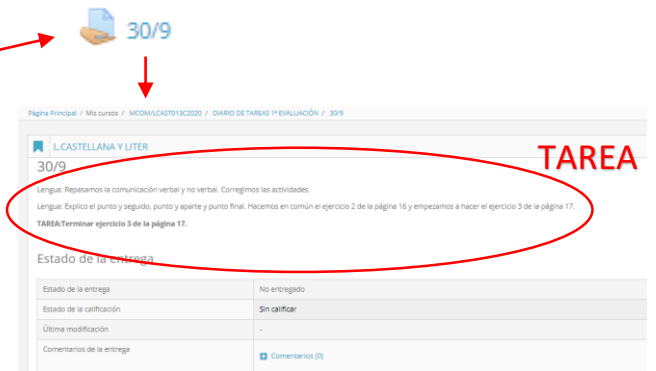 30/9
Página Principal / Mis cursos / MCOM/LCAST013C2020 / DIARIO DE TAREAS 1ª EVALUACIÓN / 30/9
L.CASTELLANA Y LITER
TAREA
30/9
Lengua: Repasamos la comunicación verbal y no verbal. Corregimos las actividades.
Lengua: Explico el punto y seguido, punto y aparte y punto final. Hacemos en común el ejercicio 2 de la página 16 y empezamos a hacer el ejercicio 3 de la página 17.
TAREA:Terminar ejercicio 3 de la página 17.
Estado de la entrega
Estado de la entrega No entregado
Estado de la calificación Sin calificar
Última modificación -
Comentarios de la entrega Comentarios (0)